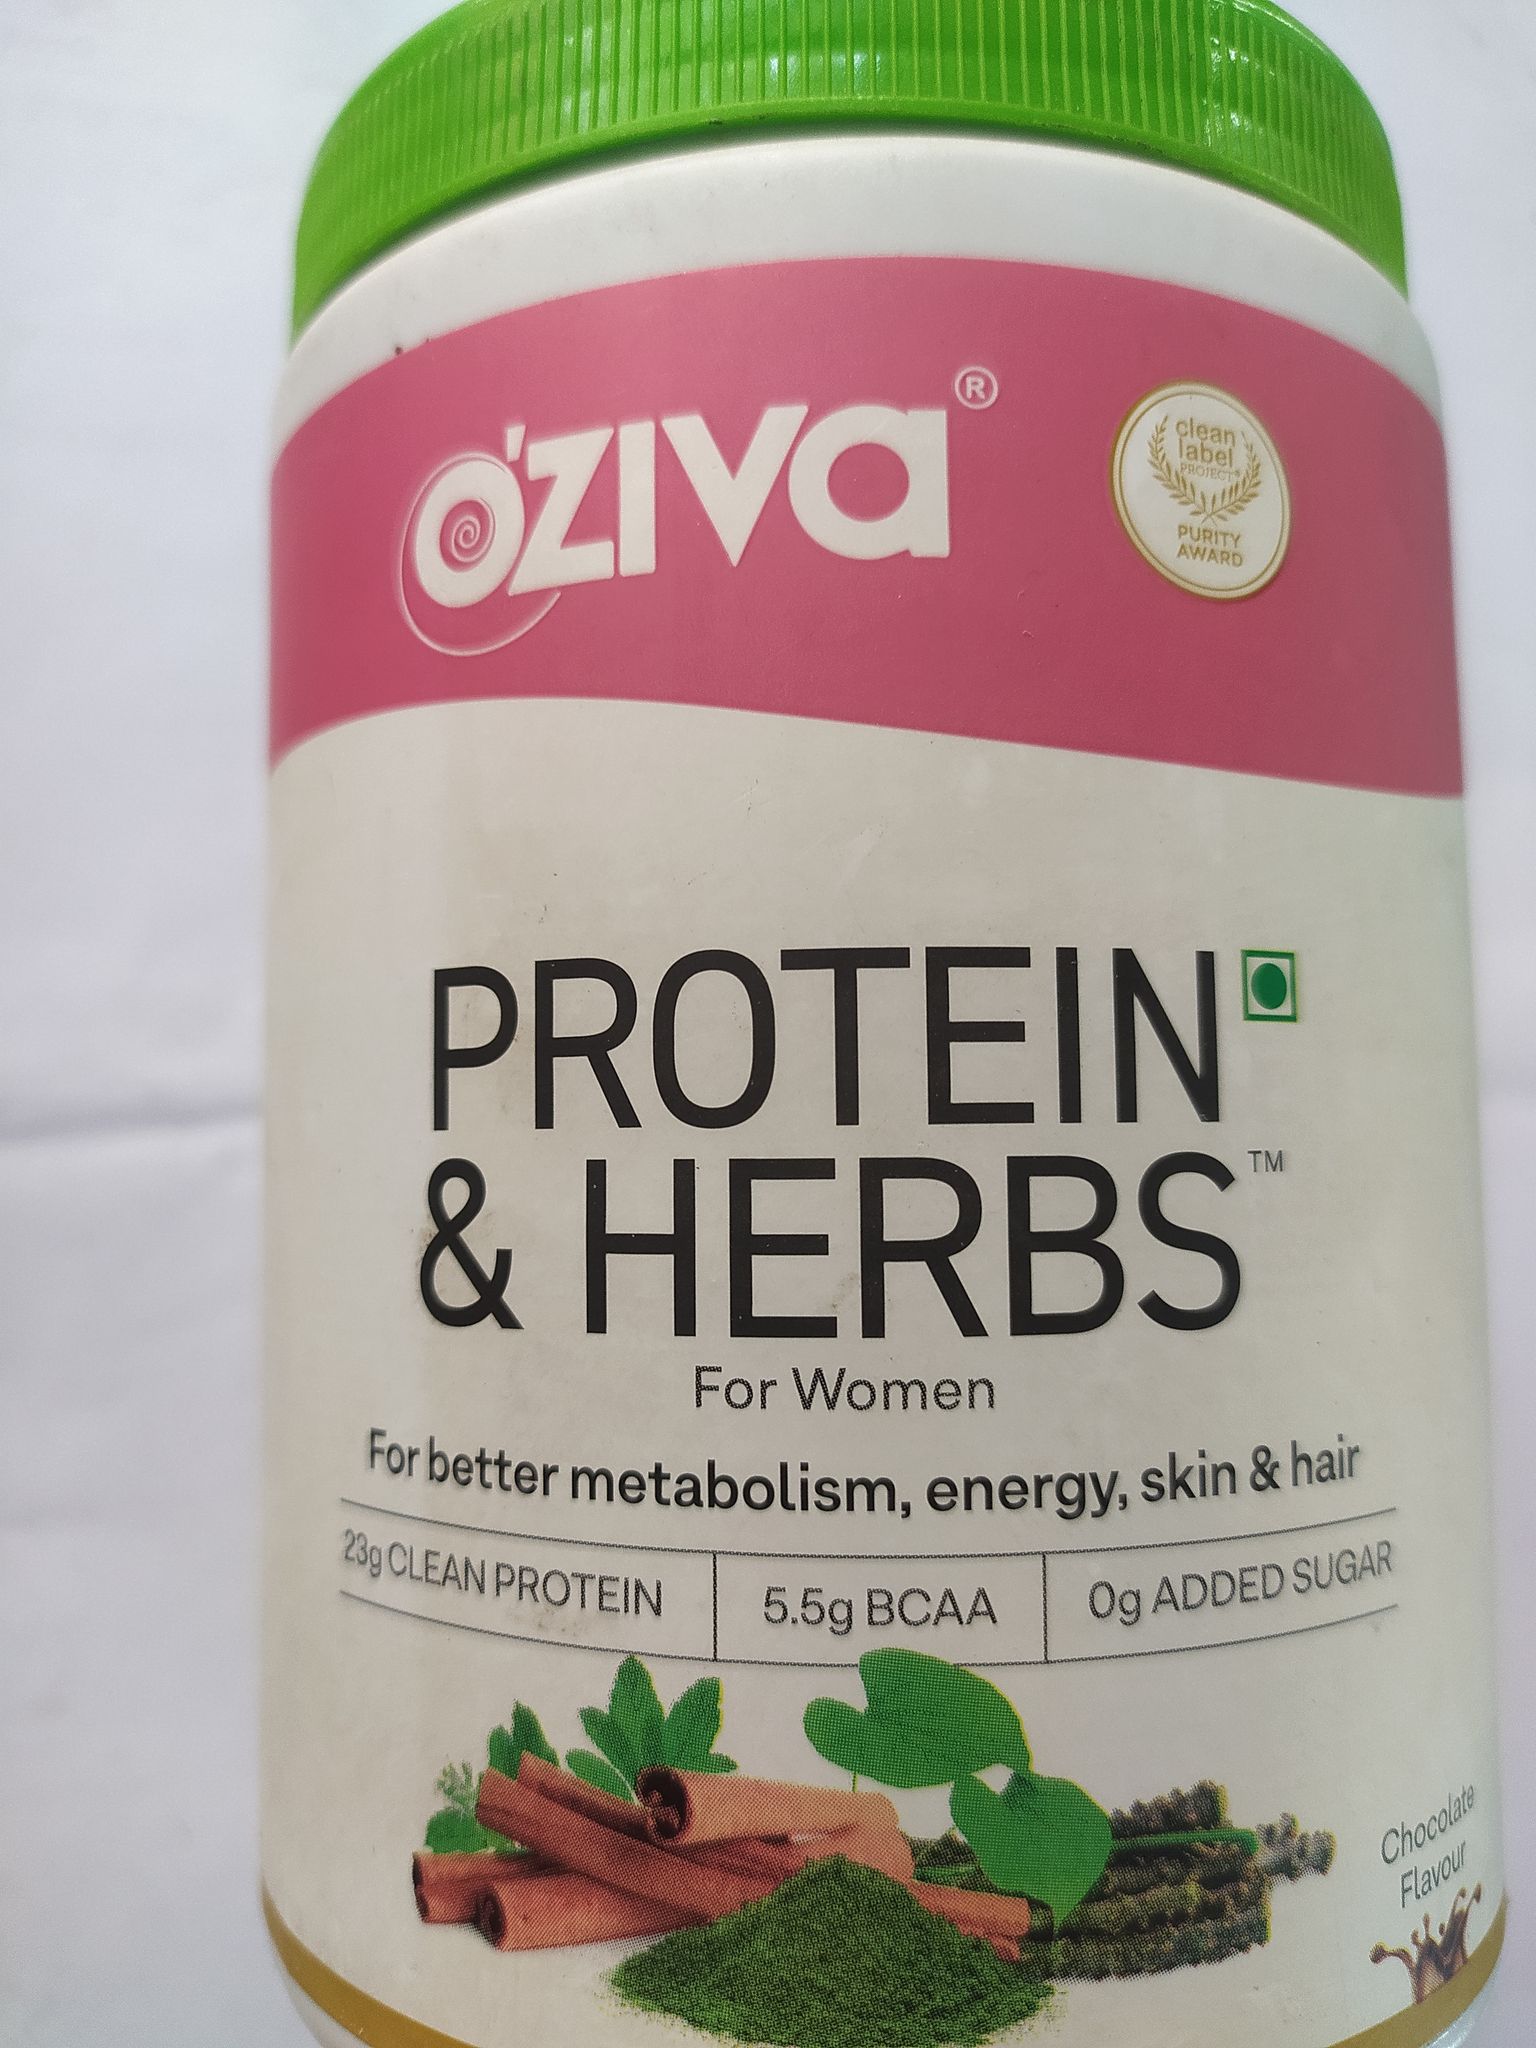 O'ZIVA®
clean
label
PROJECT®
PURITY
AWARD
PROTEIN
& HERBS™
For Women
For better metabolism, energy, skin & hair
23g CLEAN PROTEIN
5.5g BCAA
0g ADDED SUGAR
Chocolate
Flavour